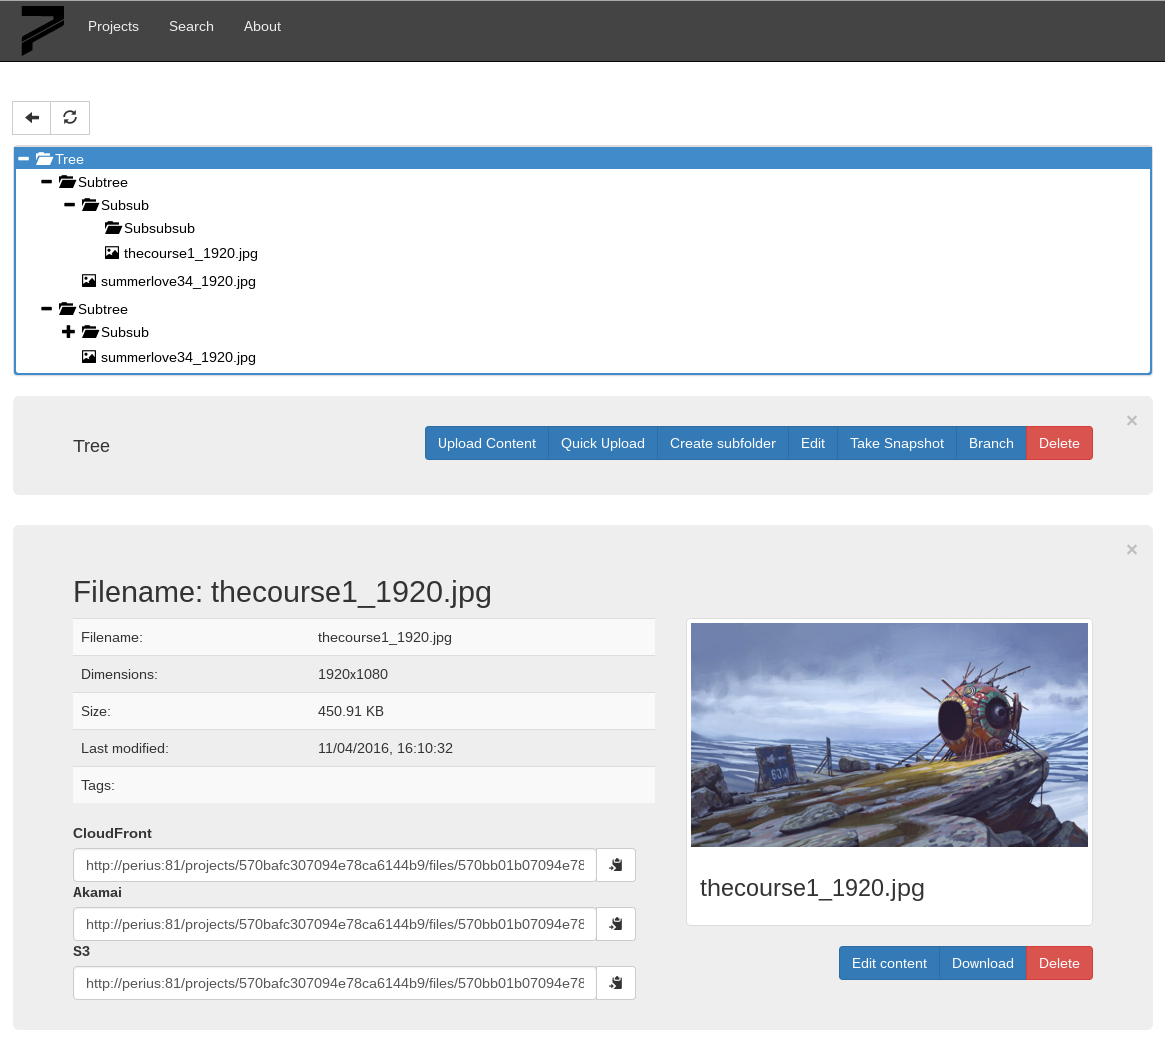 Projects Search About
Tree
Subtree
Subsub
Subsubsub
thecourse1_1920.jpg
summerlove34_1920.jpg
Subtree
Subsub
summerlove34_1920.jpg
×
Tree
Upload Content Quick Upload Create subfolder Edit Take Snapshot Branch Delete
×
Filename: thecourse1_1920.jpg
Filename: thecourse1_1920.jpg
Dimensions: 1920x1080
Size: 450.91 KB
Last modified: 11/04/2016, 16:10:32
Tags:
CloudFront
http://perius:81/projects/570bafc307094e78ca6144b9/files/570bb01b07094e78
Akamai
http://perius:81/projects/570bafc307094e78ca6144b9/files/570bb01b07094e78
S3
http://perius:81/projects/570bafc307094e78ca6144b9/files/570bb01b07094e78
thecourse1_1920.jpg
Edit content Download Delete